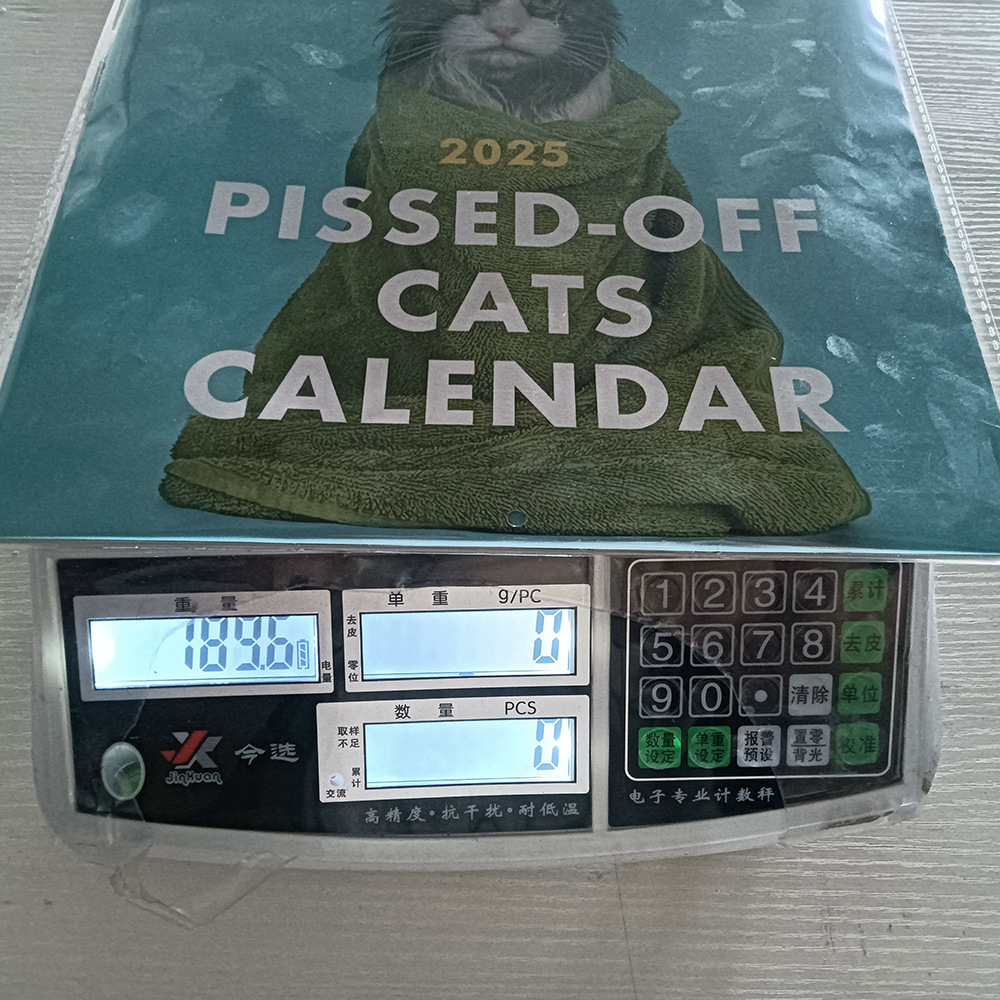 2025
PISSED-OFF
CATS
CALENDAR
重量
189.6
电量
单重 g/PC
去皮
零位
0
数量 PCS
取样不足
累计
交流
0
JinHuan
今选
高精度·抗干扰·耐低温
1 2 3 4 累计
5 6 7 8 去皮
9 0 • 清除 单位
数量设定 单重设定 报警预设 置零背光 校准
电子专业计数秤